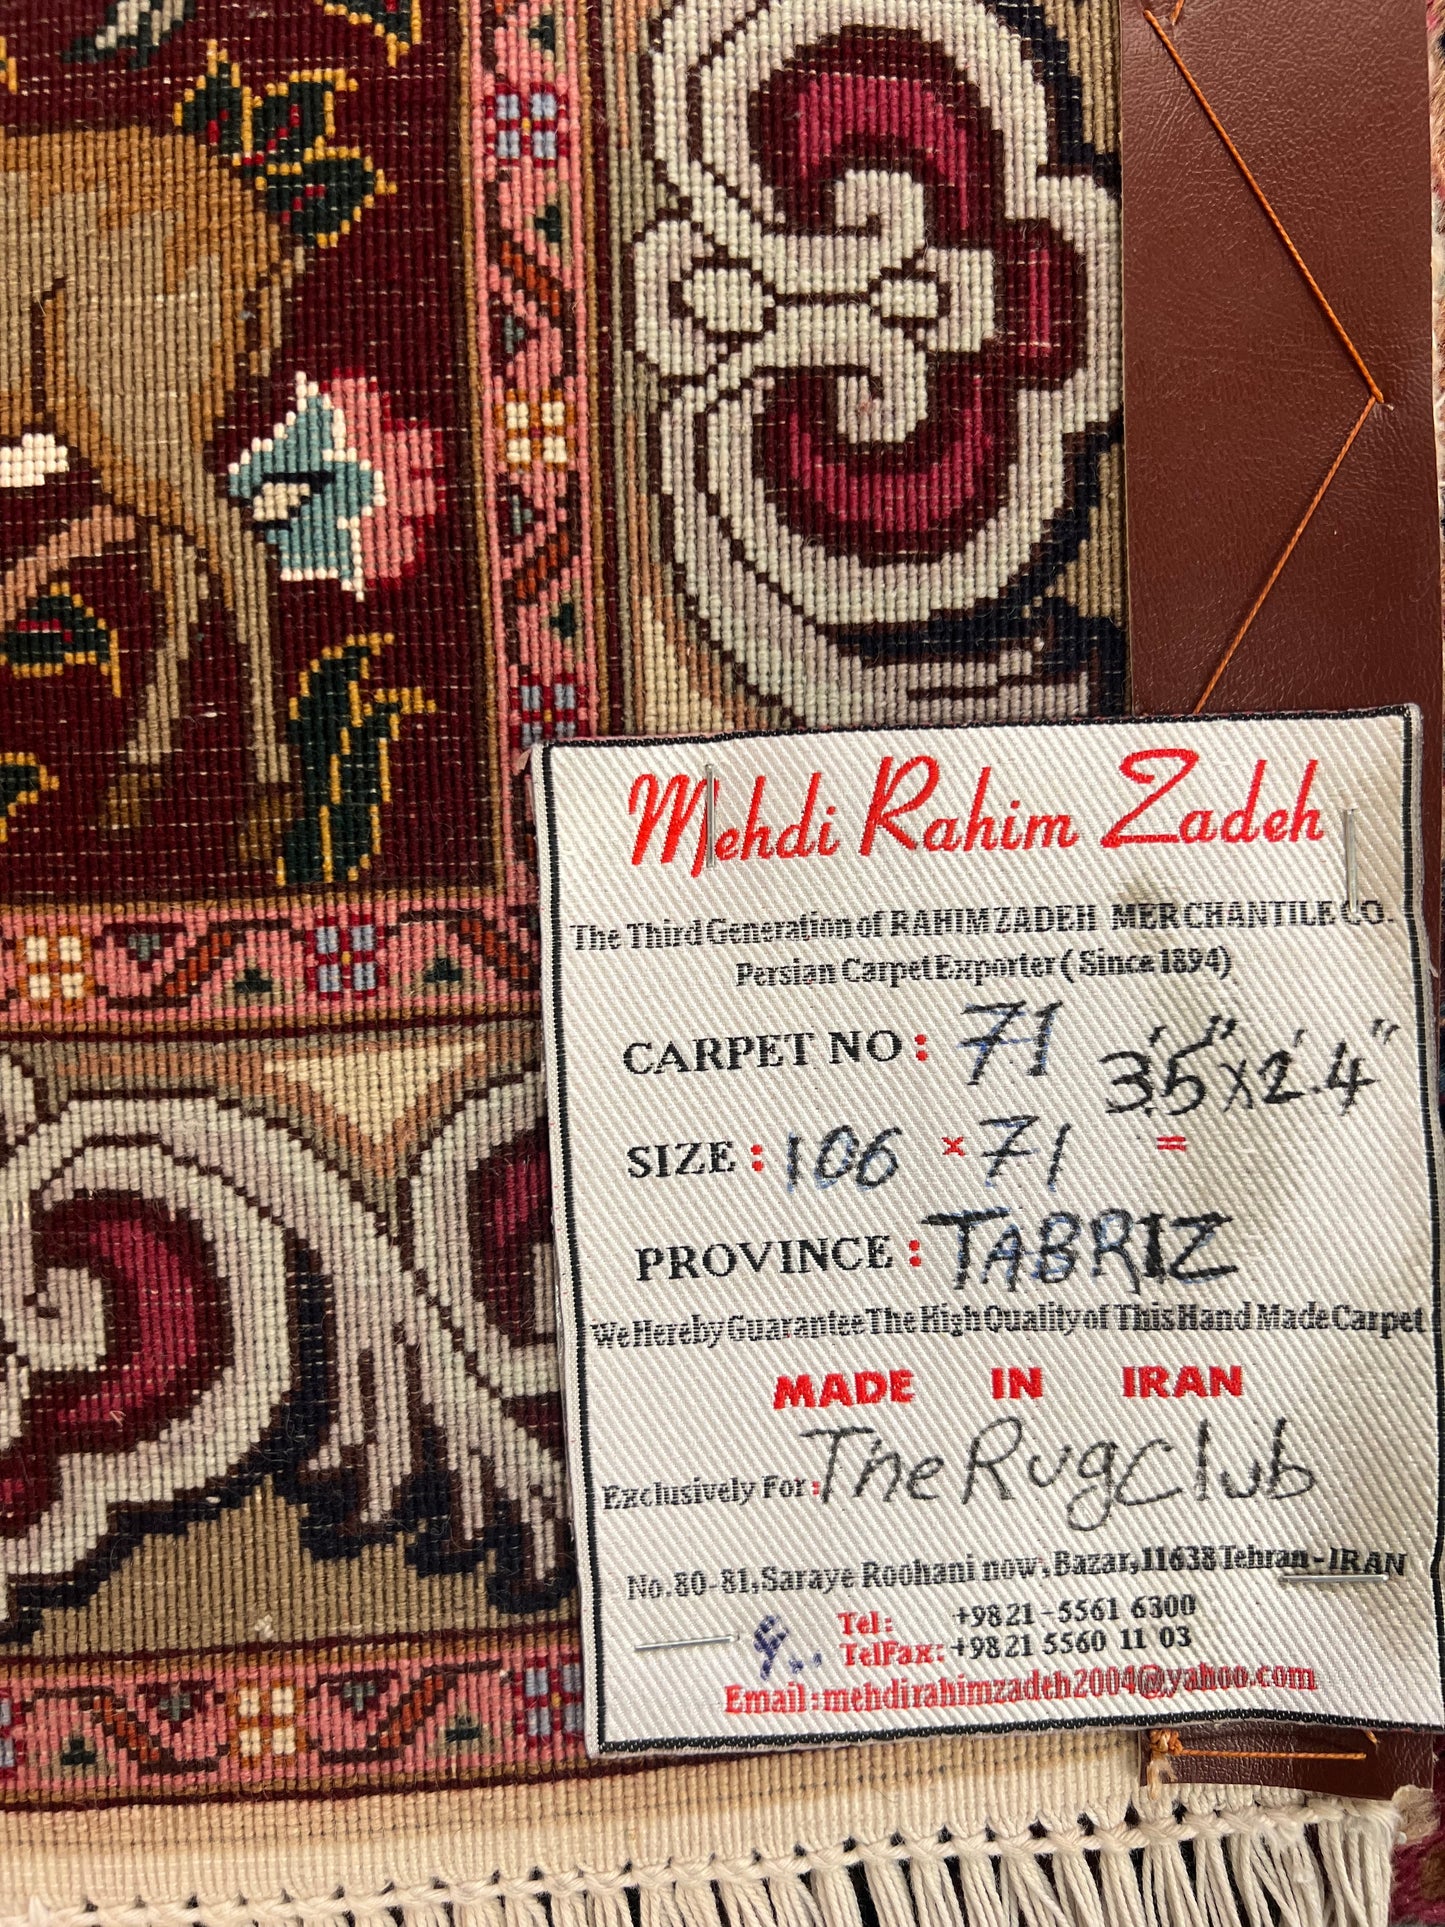 Mehdi Rahim Zadeh
The Third Generation of RAHIMZADEH MERCHANTILE CO.
Persian Carpet Exporter ( Since 1894)
CARPET NO : 71 3'.5" x 2'.4"
SIZE : 106 x 71 =
PROVINCE : TABRIZ
We Hereby Guarantee The High Quality of This Hand Made Carpet
MADE IN IRAN
Exclusively For : The Rug Club
No.80-81, Saraye Roohani now, Bazar, 11638 Tehran - IRAN
Tel : +9821-5561 6300
TelFax: +9821 5560 11 03
Email : mehdirahimzadeh2004@yahoo.com